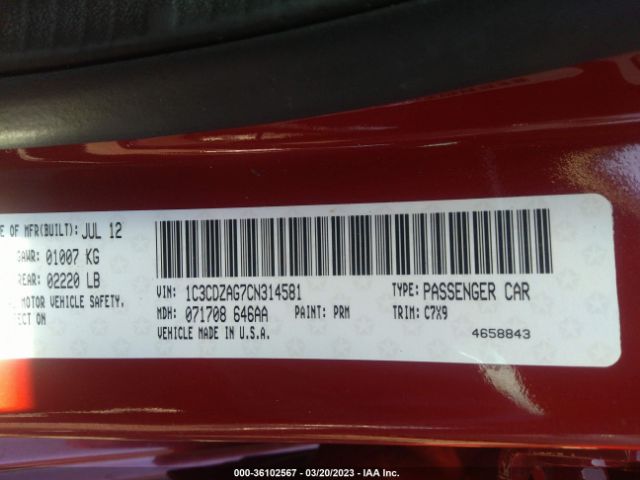 E OF MFR(BUILT): JUL 12
GAWR: 01007 KG
REAR: 02220 LB
MOTOR VEHICLE SAFETY,
ECT ON
VIN: 1C3CDZAG7CN314581 TYPE: PASSENGER CAR
MDH: 071708 646AA PAINT: PRM TRIM: C7X9
VEHICLE MADE IN U.S.A. 4658843
000-36102567 — 03/20/2023 — IAA Inc.